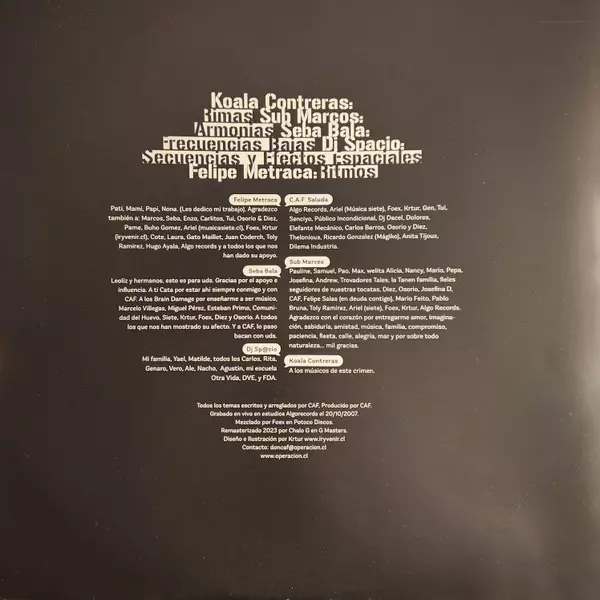 Koala Contreras:
Rimas Sub Marcos:
Armonias Seba Bala:
Frecuencias Bajas Dj Spacio:
Secuencias y Efectos Espaciales
Felipe Metraca: Ritmos
Felipe Metraca
Pati, Mami, Papi, Nona. (Les dedico mi trabajo). Agradezco
también a: Marcos, Seba, Enzo, Carlitos, Tui, Osorio & Diez,
Pame, Buho Gomez, Ariel (musicasiete.cl), Foex, Krtur
(iryvenir.cl), Cote, Laura, Gato Maillet, Juan Coderch, Toly
Ramirez, Hugo Ayala, Algo records y a todos los que nos
han dado su apoyo.
Seba Bala
Leoliz y hermanos, esto es para uds. Gracias por el apoyo e
influencia. A ti Cata por estar ahi siempre conmigo y con
CAF. A los Brain Damage por enseñarme a ser músico,
Marcelo Villegas, Miguel Pérez, Esteban Primo, Comuni-
dad del Huevo, Siete, Krtur, Foex, Diez y Osorio. A todos
los que nos han mostrado su afecto. Y a CAF, lo paso
bacan con uds.
Dj Sp@cio
Mi familia, Yael, Matilde, todos los Carlos, Rita,
Genaro, Vero, Ale, Nacho, Agustin, mi escuela
Otra Vida, DVE, y FDA.
C.A.F. Saluda
Algo Records, Ariel (Música siete), Foex, Krtur, Gen, Tui,
Senciyo, Público Incondicional, Dj Dacel, Dolores,
Elefante Mecánico, Carlos Barros, Osorio y Diez,
Thelonious, Ricardo González (Mágiko), Anita Tijoux,
Dilema Industria.
Sub Marcos
Pauline, Samuel, Pao, Max, welita Alicia, Nancy, Mario, Pepa,
Josefina, Andrew, Trovadores Tales, la Tanen familia, fieles
seguidores de nuestras tocatas, Diez, Osorio, Josefina D,
CAF, Felipe Salas (en deuda contigo), Mario Feito, Pablo
Bruna, Toly Ramirez, Ariel (siete), Foex, Krtur, Algo Records.
Agradezco con el corazón por entregarme amor, imagina-
ción, sabiduría, amistad, música, familia, compromiso,
paciencia, fiesta, calle, alegria, mar y por sobre todo
naturaleza... mil gracias.
Koala Contreras
A los músicos de este crimen.
Todos los temas escritos y arreglados por CAF, Producido por CAF.
Grabado en vivo en estudios Algorecords el 20/10/2007.
Mezclado por Foex en Potoco Discos.
Remasterizado 2023 por Chalo G en G Masters.
Diseño e Ilustración por Krtur www.iryvenir.cl
Contacto: doncaf@operacion.cl
www.operacion.cl